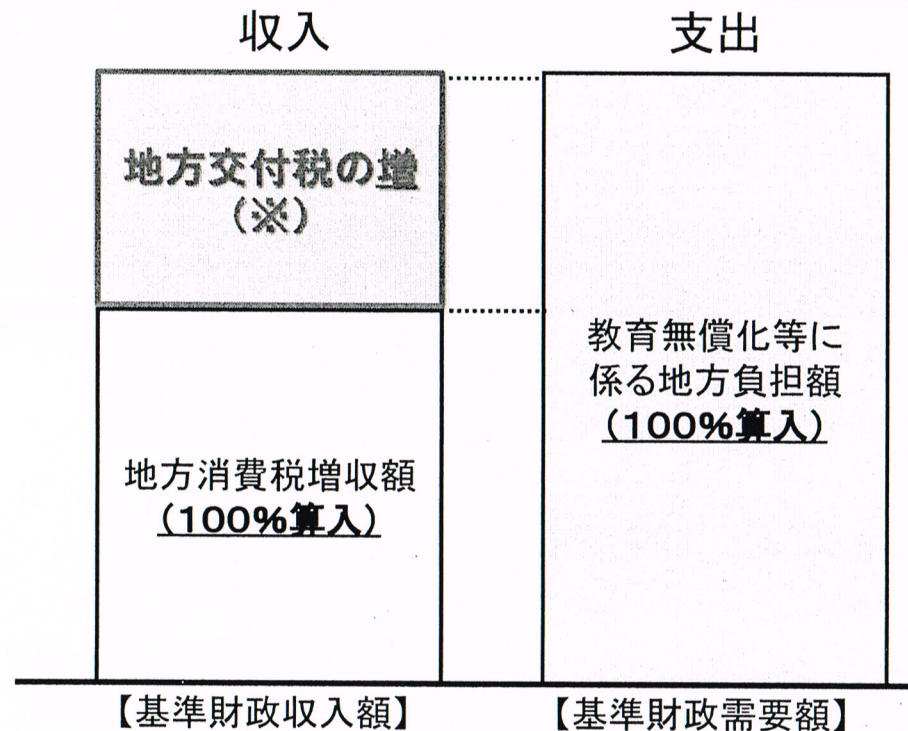 収入
支出
地方交付税の増
（※）
地方消費税増収額
（100%算入）
教育無償化等に
係る地方負担額
（100%算入）
【基準財政収入額】
【基準財政需要額】